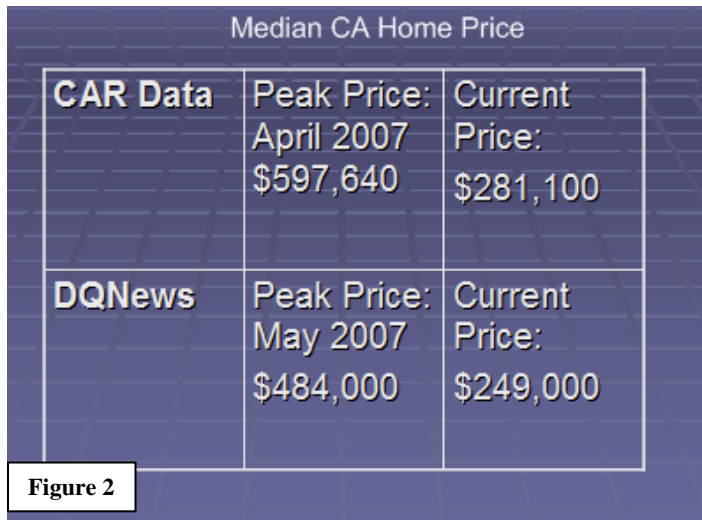 Median CA Home Price
CAR Data
Peak Price:
April 2007
$597,640
Current
Price:
$281,100
DQNews
Peak Price:
May 2007
$484,000
Current
Price:
$249,000
Figure 2